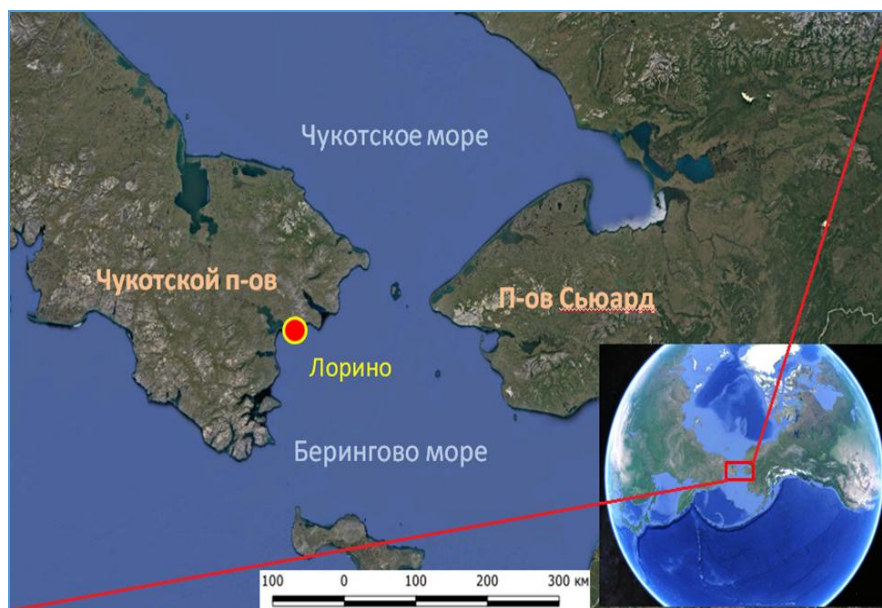 Чукотское море
Чукотской п-ов
П-ов Сьюард
Лорино
Берингово море
100 0 100 200 300 км